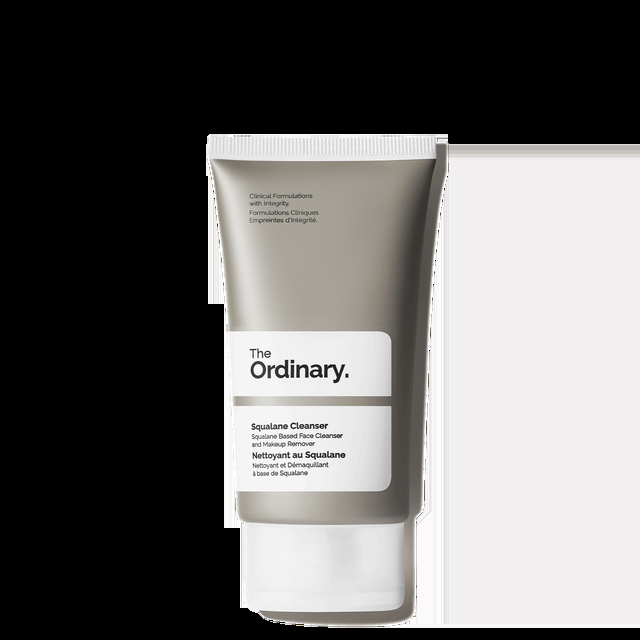 Clinical Formulations
with Integrity.
Formulations Cliniques
Empreintes d'Intégrité.
The
Ordinary.
Squalane Cleanser
Squalane Based Face Cleanser
and Makeup Remover
Nettoyant au Squalane
Nettoyant et Démaquillant
à base de Squalane